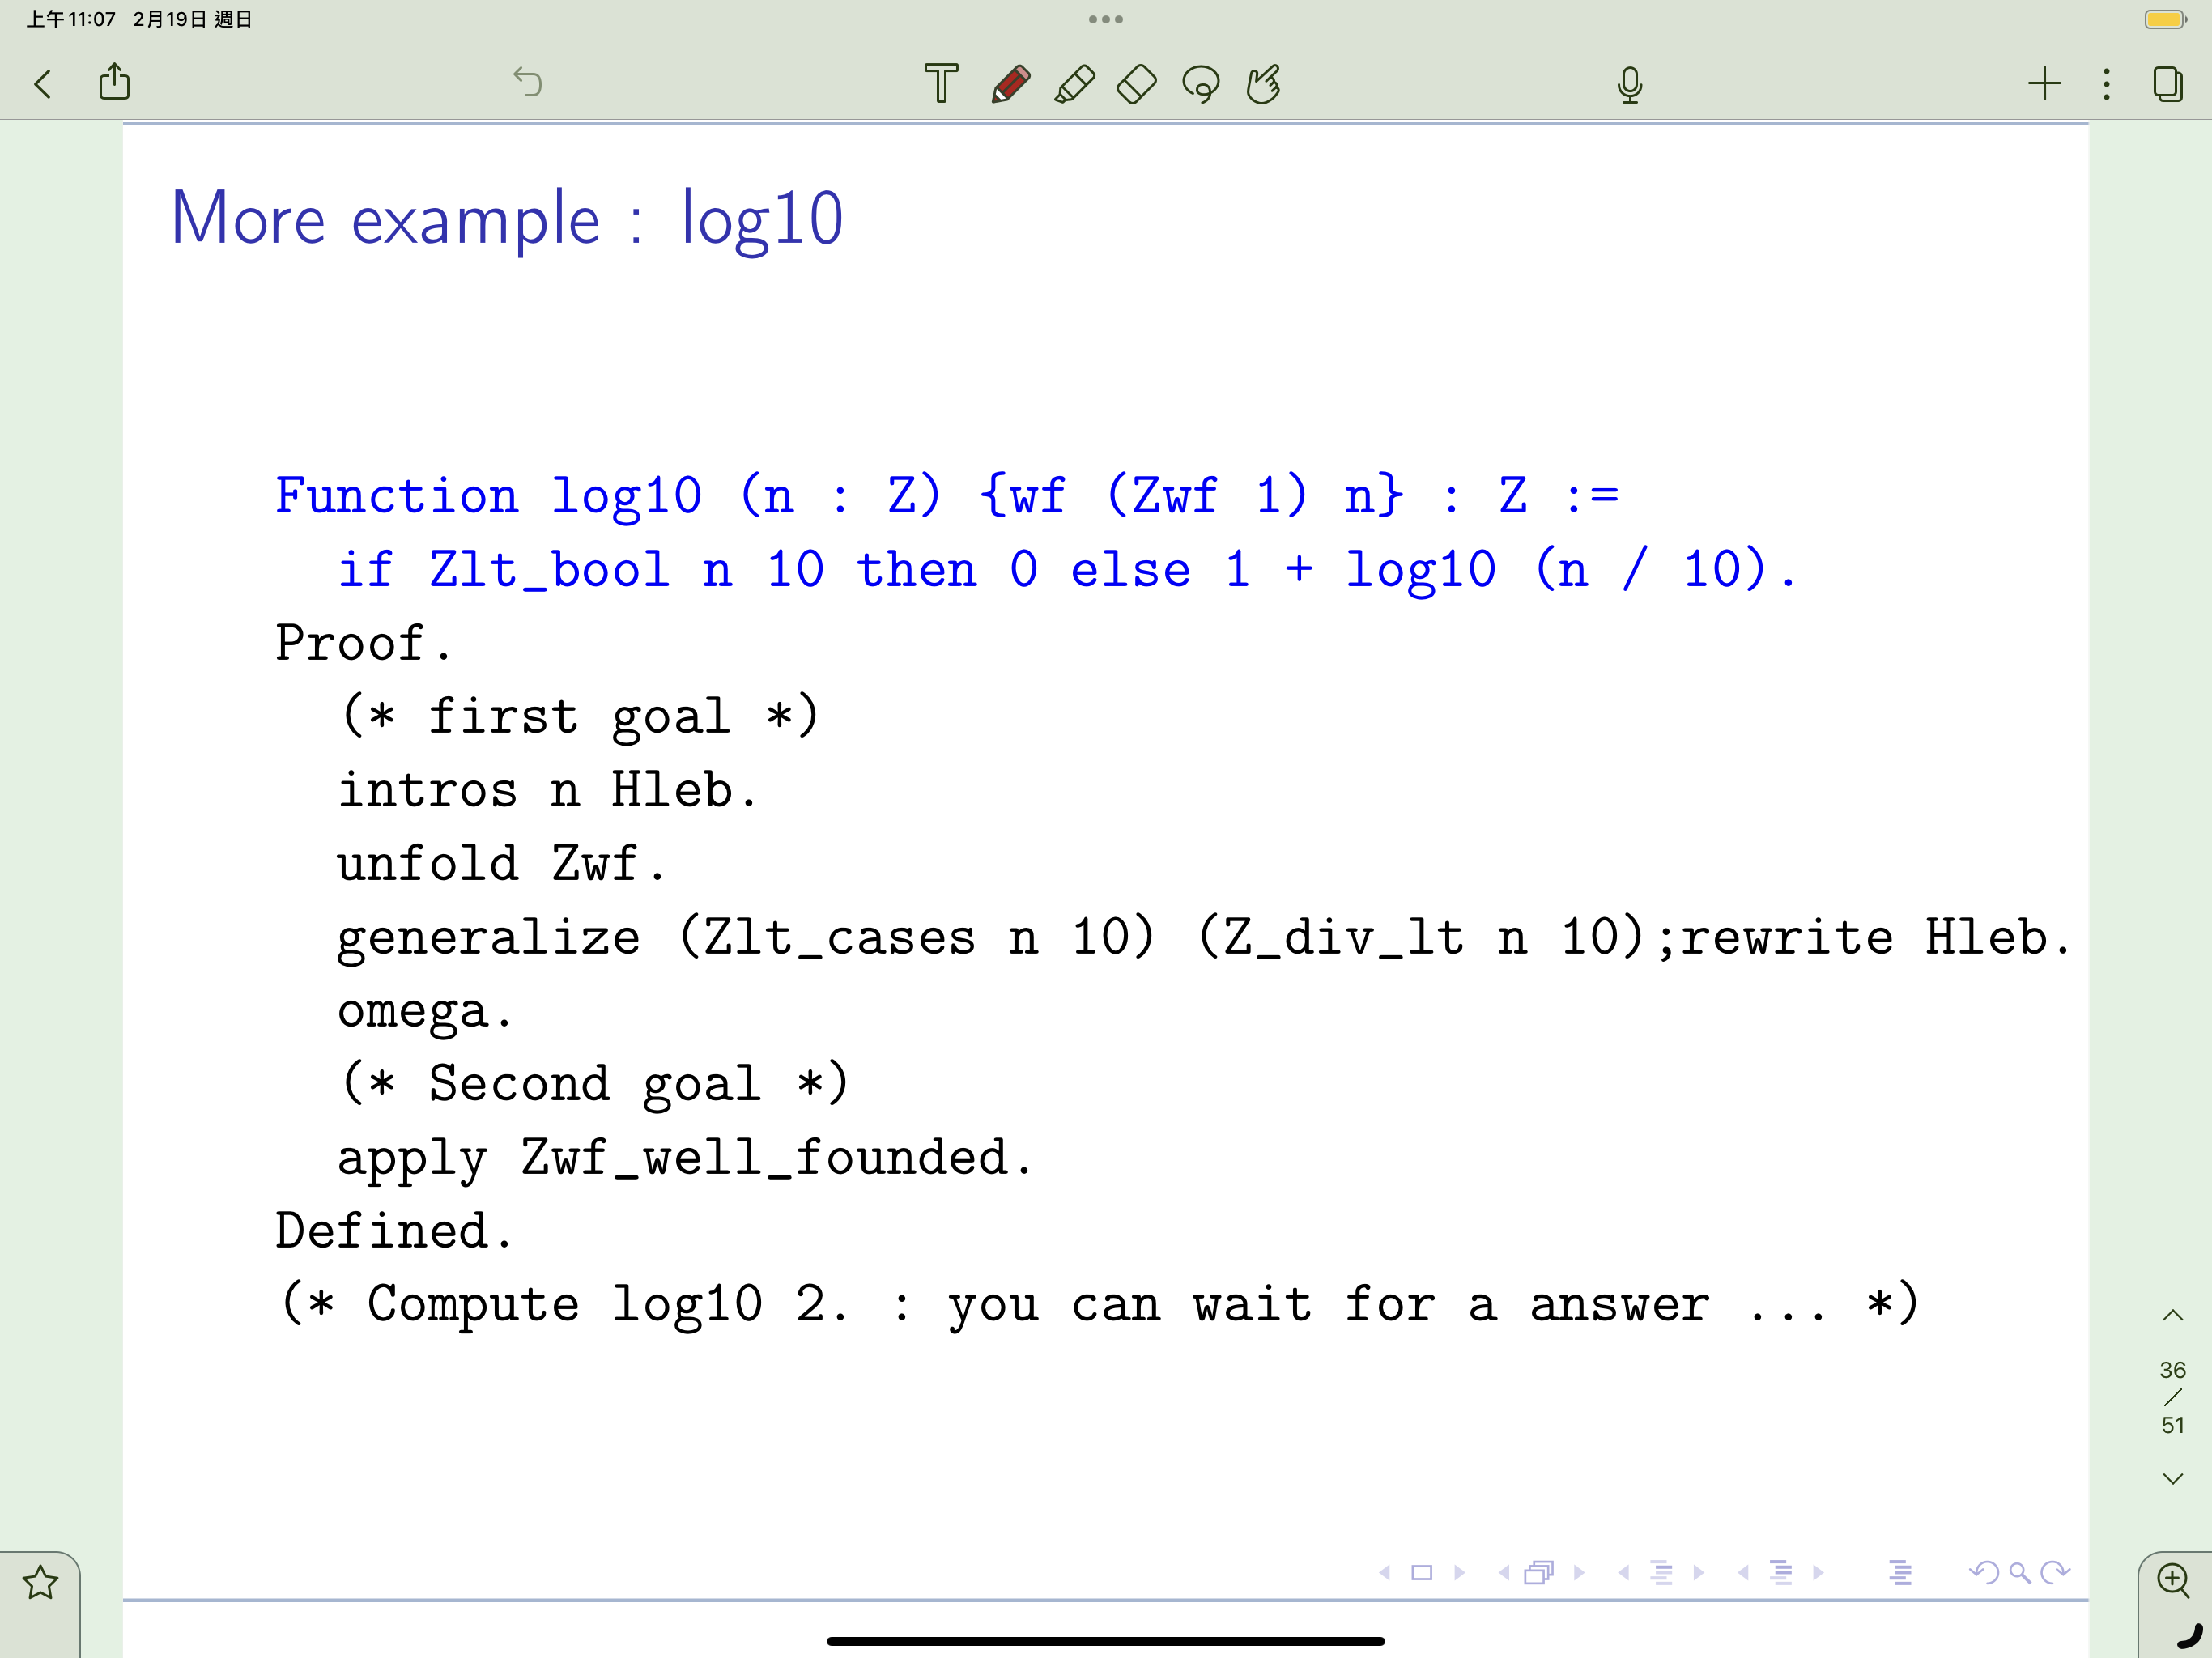 上午11:07 2月19日 週日
More example : log10
Function log10 (n : Z) {wf (Zwf 1) n} : Z :=
if Zlt_bool n 10 then 0 else 1 + log10 (n / 10).
Proof.
(* first goal *)
intros n Hleb.
unfold Zwf.
generalize (Zlt_cases n 10) (Z_div_lt n 10);rewrite Hleb.
omega.
(* Second goal *)
apply Zwf_well_founded.
Defined.
(* Compute log10 2. : you can wait for a answer ... *)
36
/
51